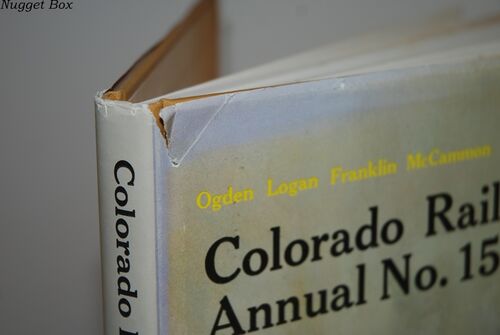 Nugget Box
Ogden Logan Franklin McCammon
Colorado Rail
Annual No. 15
Colorado